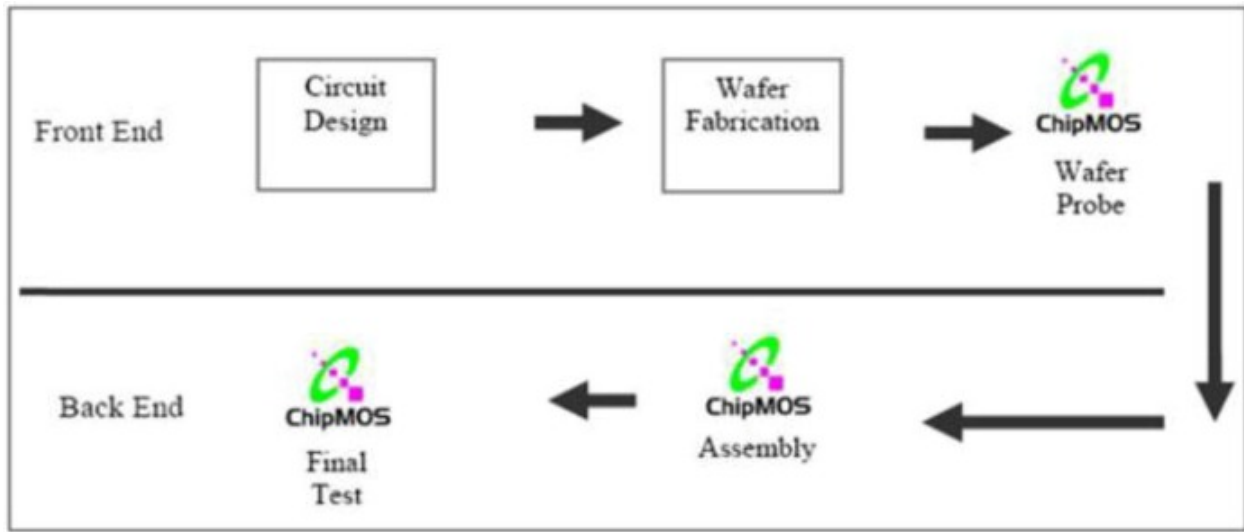 Front End
Circuit
Design
Wafer
Fabrication
ChipMOS
Wafer
Probe
Back End
ChipMOS
Final
Test
ChipMOS
Assembly